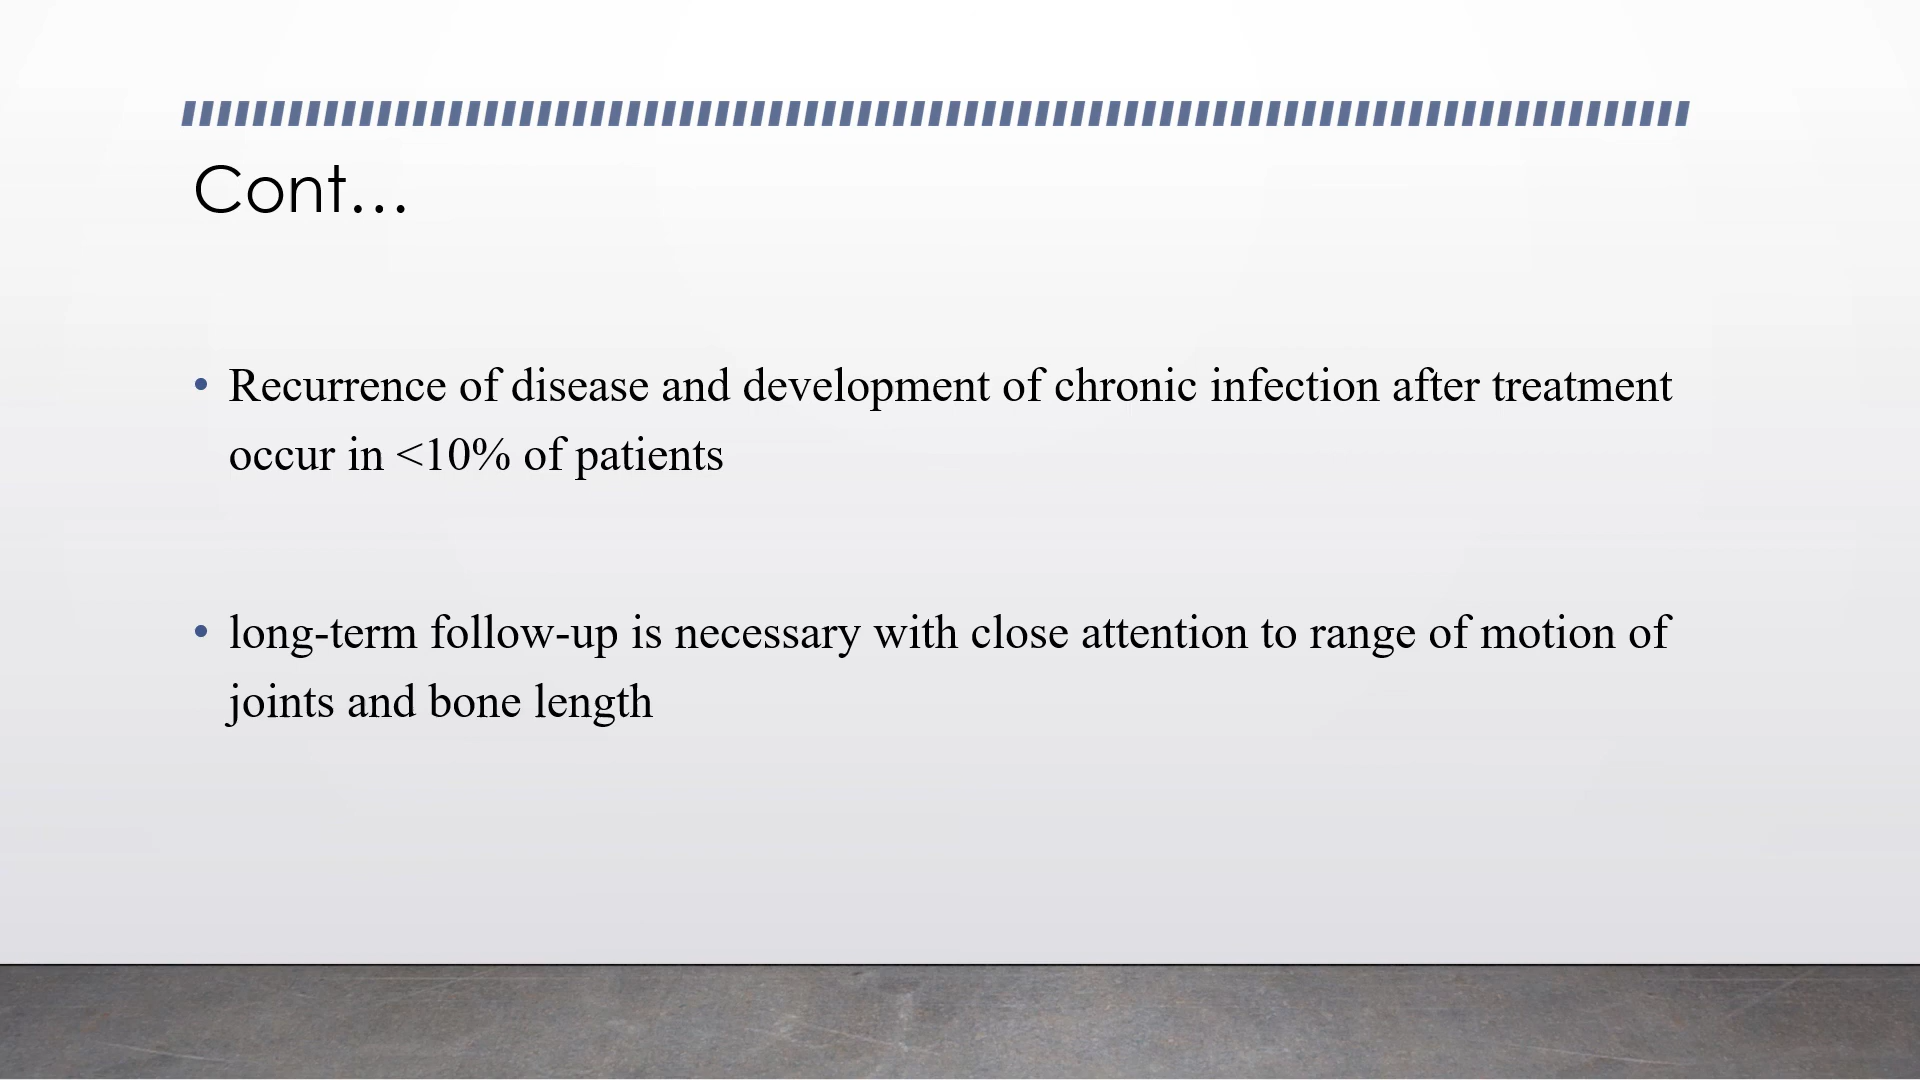 Cont…
• Recurrence of disease and development of chronic infection after treatment
occur in <10% of patients
• long-term follow-up is necessary with close attention to range of motion of
joints and bone length